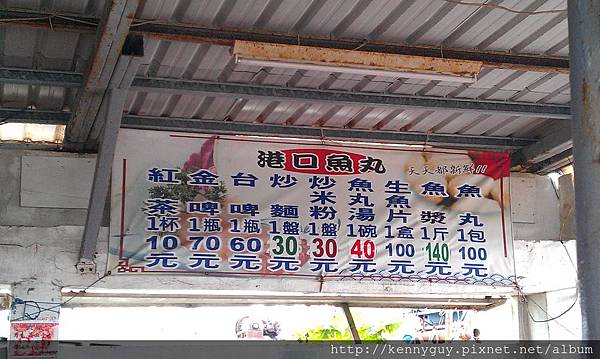 港口魚丸
天天都新鮮!!
紅茶 1杯 10元
金啤 1瓶 70元
台啤 1瓶 60元
炒麵 1盤 30元
炒米粉 1盤 30元
魚丸湯 1碗 40元
生魚片 1盒 100元
魚漿 1斤 140元
魚丸 1包 100元
http://kennyguy.pixnet.net/album